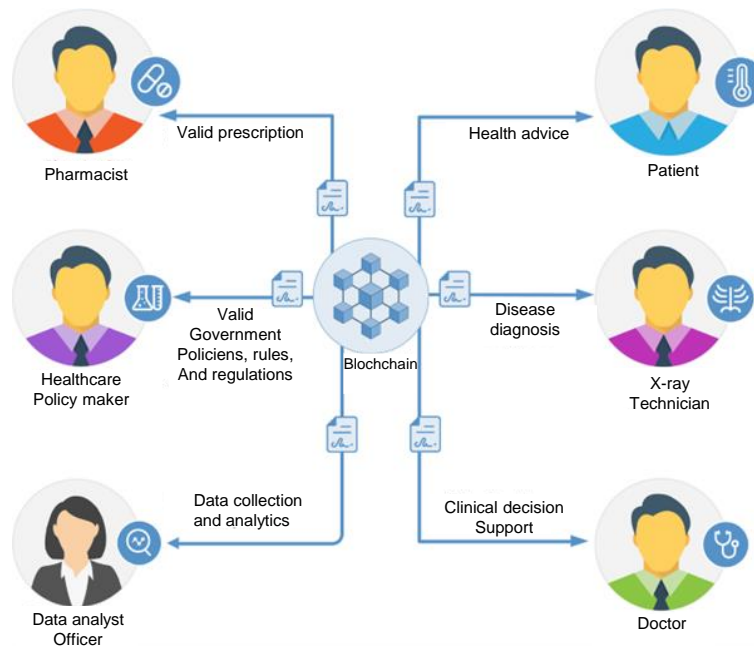 Valid prescription
Health advice
Pharmacist
Patient
Valid
Government
Policiens, rules,
And regulations
Blochchain
Disease
diagnosis
Healthcare
Policy maker
X-ray
Technician
Data collection
and analytics
Clinical decision
Support
Data analyst
Officer
Doctor